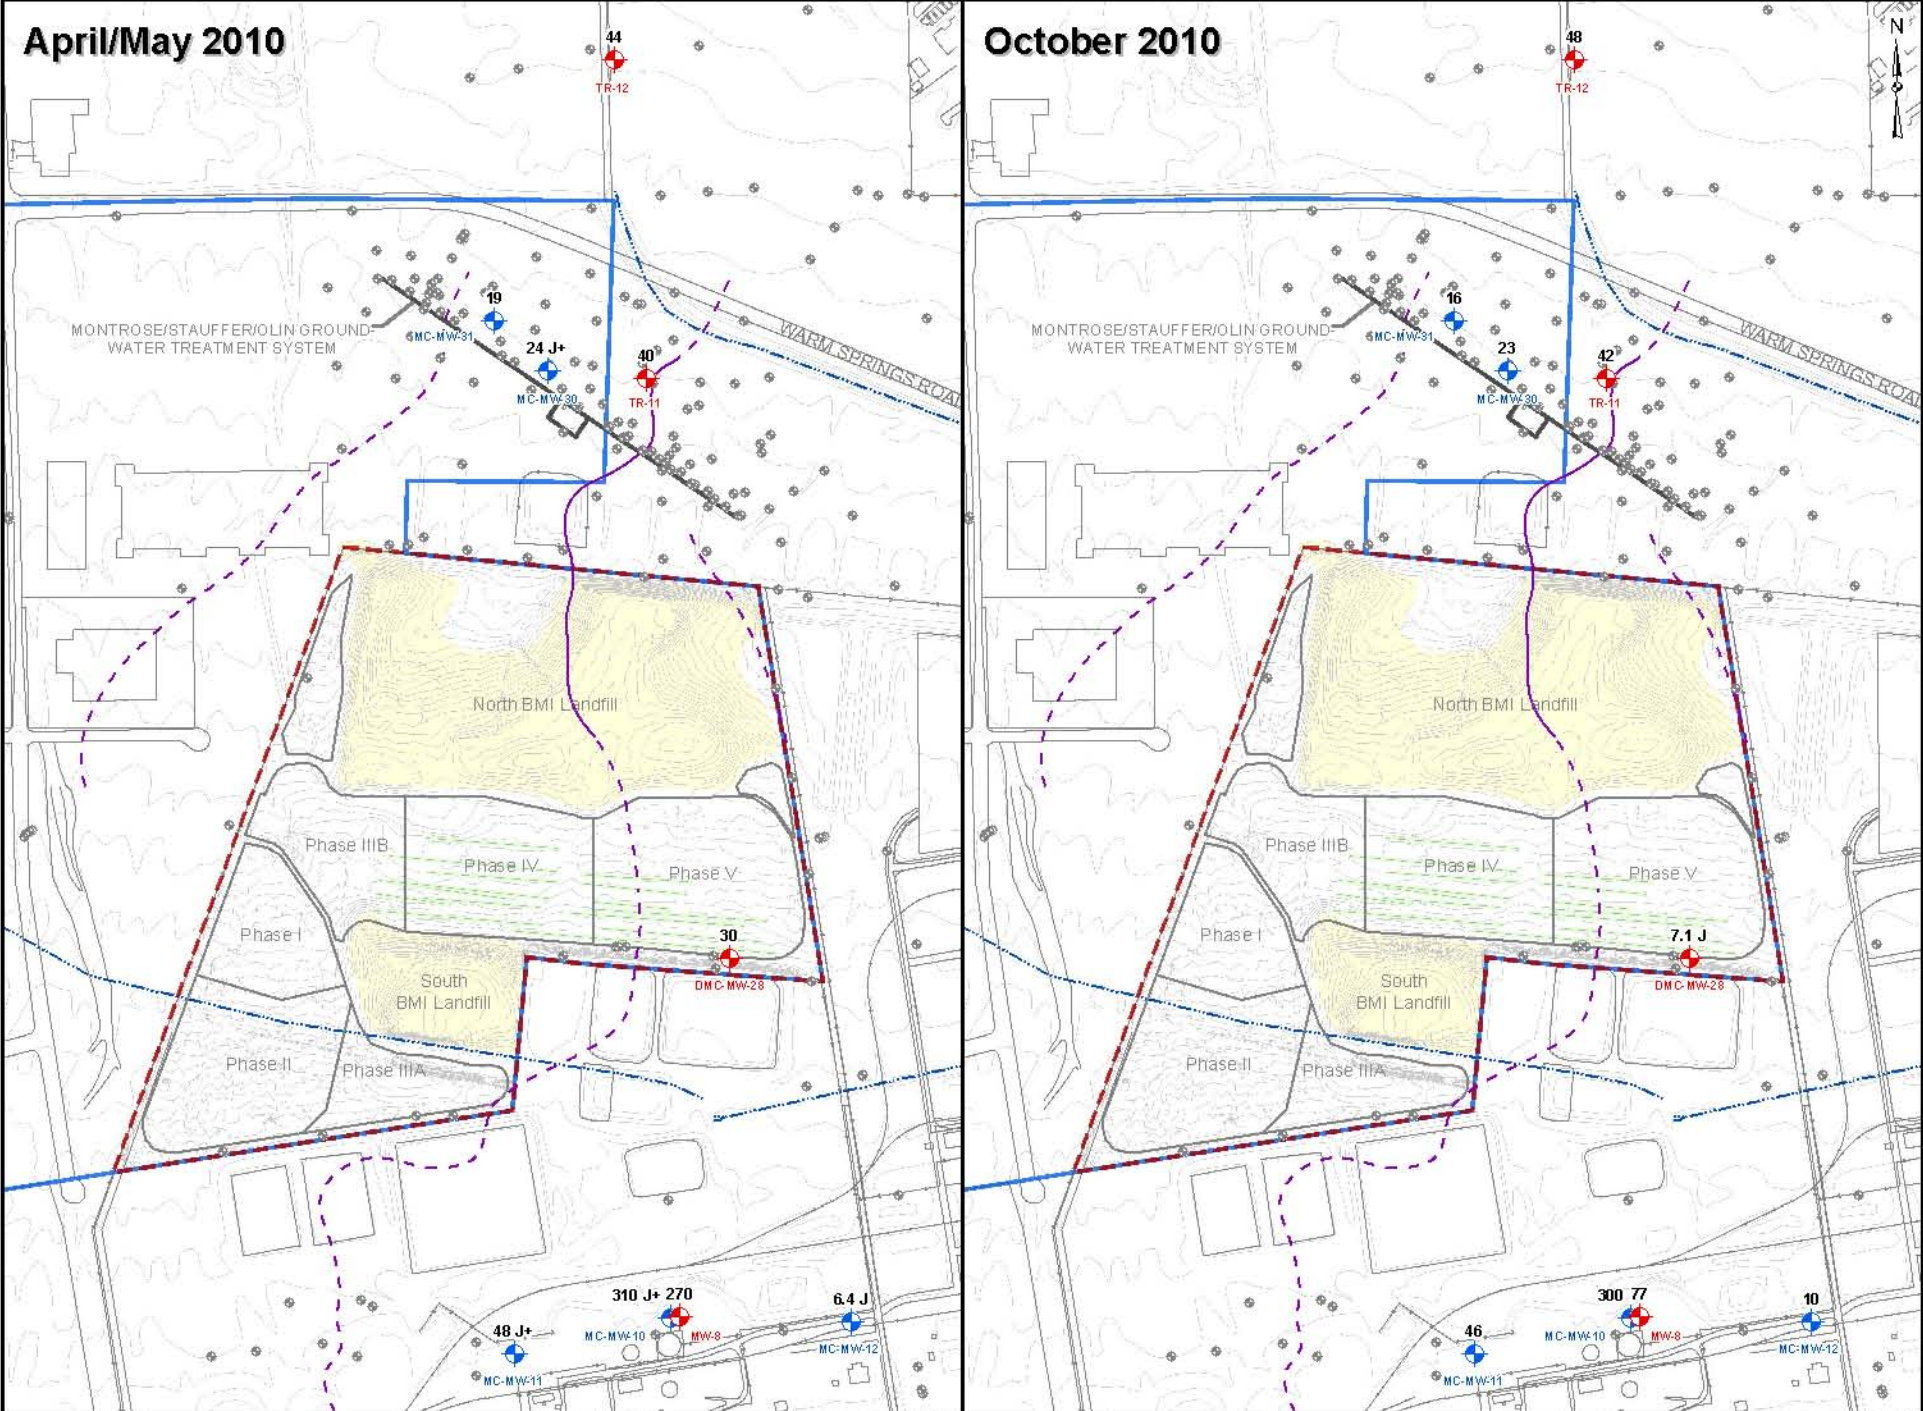 April/May 2010
44
TR-12
MONTROSE/STAUFFER/OLIN GROUND-
WATER TREATMENT SYSTEM
19
MC-MW-31
24 J+
MC-MW-30
40
TR-11
WARM SPRINGS ROAD
North BMI Landfill
Phase IIIB
Phase IV
Phase V
Phase I
30
DMC-MW-28
South
BMI Landfill
Phase II
Phase IIIA
310 J+ 270
MC-MW-10
MW-8
6.4 J
MC-MW-12
48 J+
MC-MW-11
October 2010
N
48
TR-12
MONTROSE/STAUFFER/OLIN GROUND-
WATER TREATMENT SYSTEM
16
MC-MW-31
23
MC-MW-30
42
TR-11
WARM SPRINGS ROAD
North BMI Landfill
Phase IIIB
Phase IV
Phase V
Phase I
7.1 J
DMC-MW-28
South
BMI Landfill
Phase II
Phase IIIA
300 77
MC-MW-10
MW-8
10
MC-MW-12
46
MC-MW-11